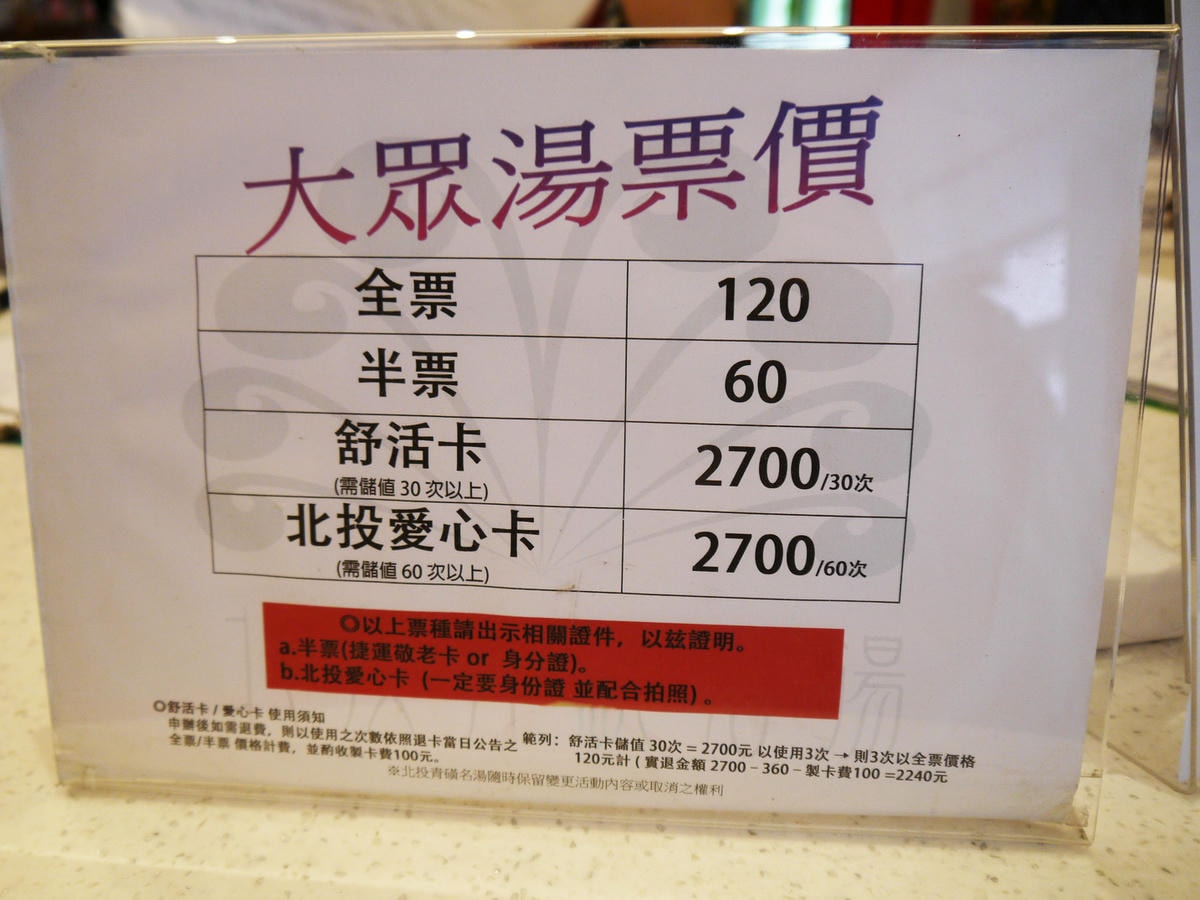 大眾湯票價
全票 120
半票 60
舒活卡 2700/30次
(需儲值 30 次以上)
北投愛心卡 2700/60次
(需儲值 60 次以上)
◎以上票種請出示相關證件，以茲證明。
a.半票(捷運敬老卡 or 身分證)。
b.北投愛心卡 (一定要身份證 並配合拍照) 。
◎舒活卡 / 愛心卡 使用須知
申辦後如需退費，則以使用之次數依照退卡當日公告之
全票/半票 價格計費，並酌收製卡費100元。
範列： 舒活卡儲值 30次 = 2700元 以使用3次 → 則3次以全票價格
120元計 ( 實退金額 2700 – 360 – 製卡費100 =2240元
※北投青磺名湯隨時保留變更活動內容或取消之權利